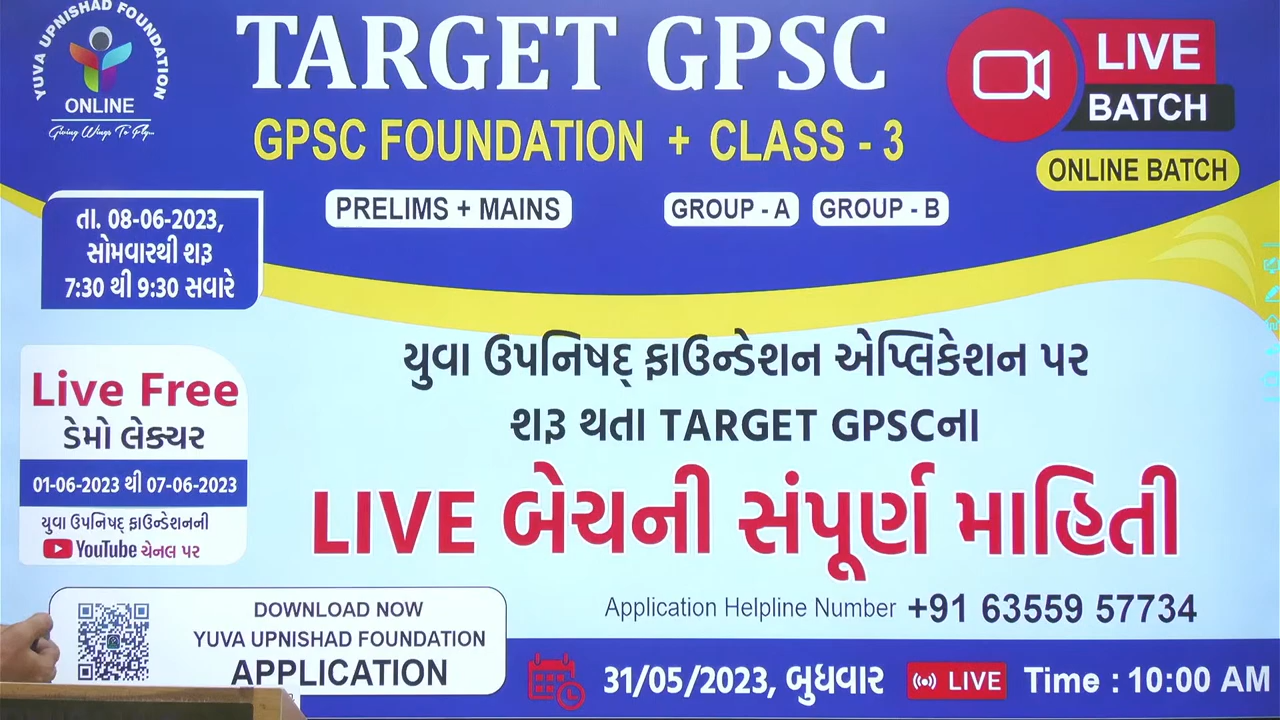 YUVA UPNISHAD FOUNDATION
ONLINE
Giving Wings To Fly...
TARGET GPSC
GPSC FOUNDATION + CLASS - 3
PRELIMS + MAINS
GROUP - A
GROUP - B
LIVE
BATCH
ONLINE BATCH
તા. 08-06-2023,
સોમવારથી શરૂ
7:30 થી 9:30 સવારે
યુવા ઉપનિષદ્ ફાઉન્ડેશન એપ્લિકેશન પર
શરૂ થતા TARGET GPSCના
LIVE બેચની સંપૂર્ણ માહિતી
Live Free
ડેમો લેક્ચર
01-06-2023 થી 07-06-2023
યુવા ઉપનિષદ્ ફાઉન્ડેશનની
YouTube ચેનલ પર
Application Helpline Number +91 63559 57734
DOWNLOAD NOW
YUVA UPNISHAD FOUNDATION
APPLICATION
31/05/2023, બુધવાર
LIVE
Time : 10:00 AM